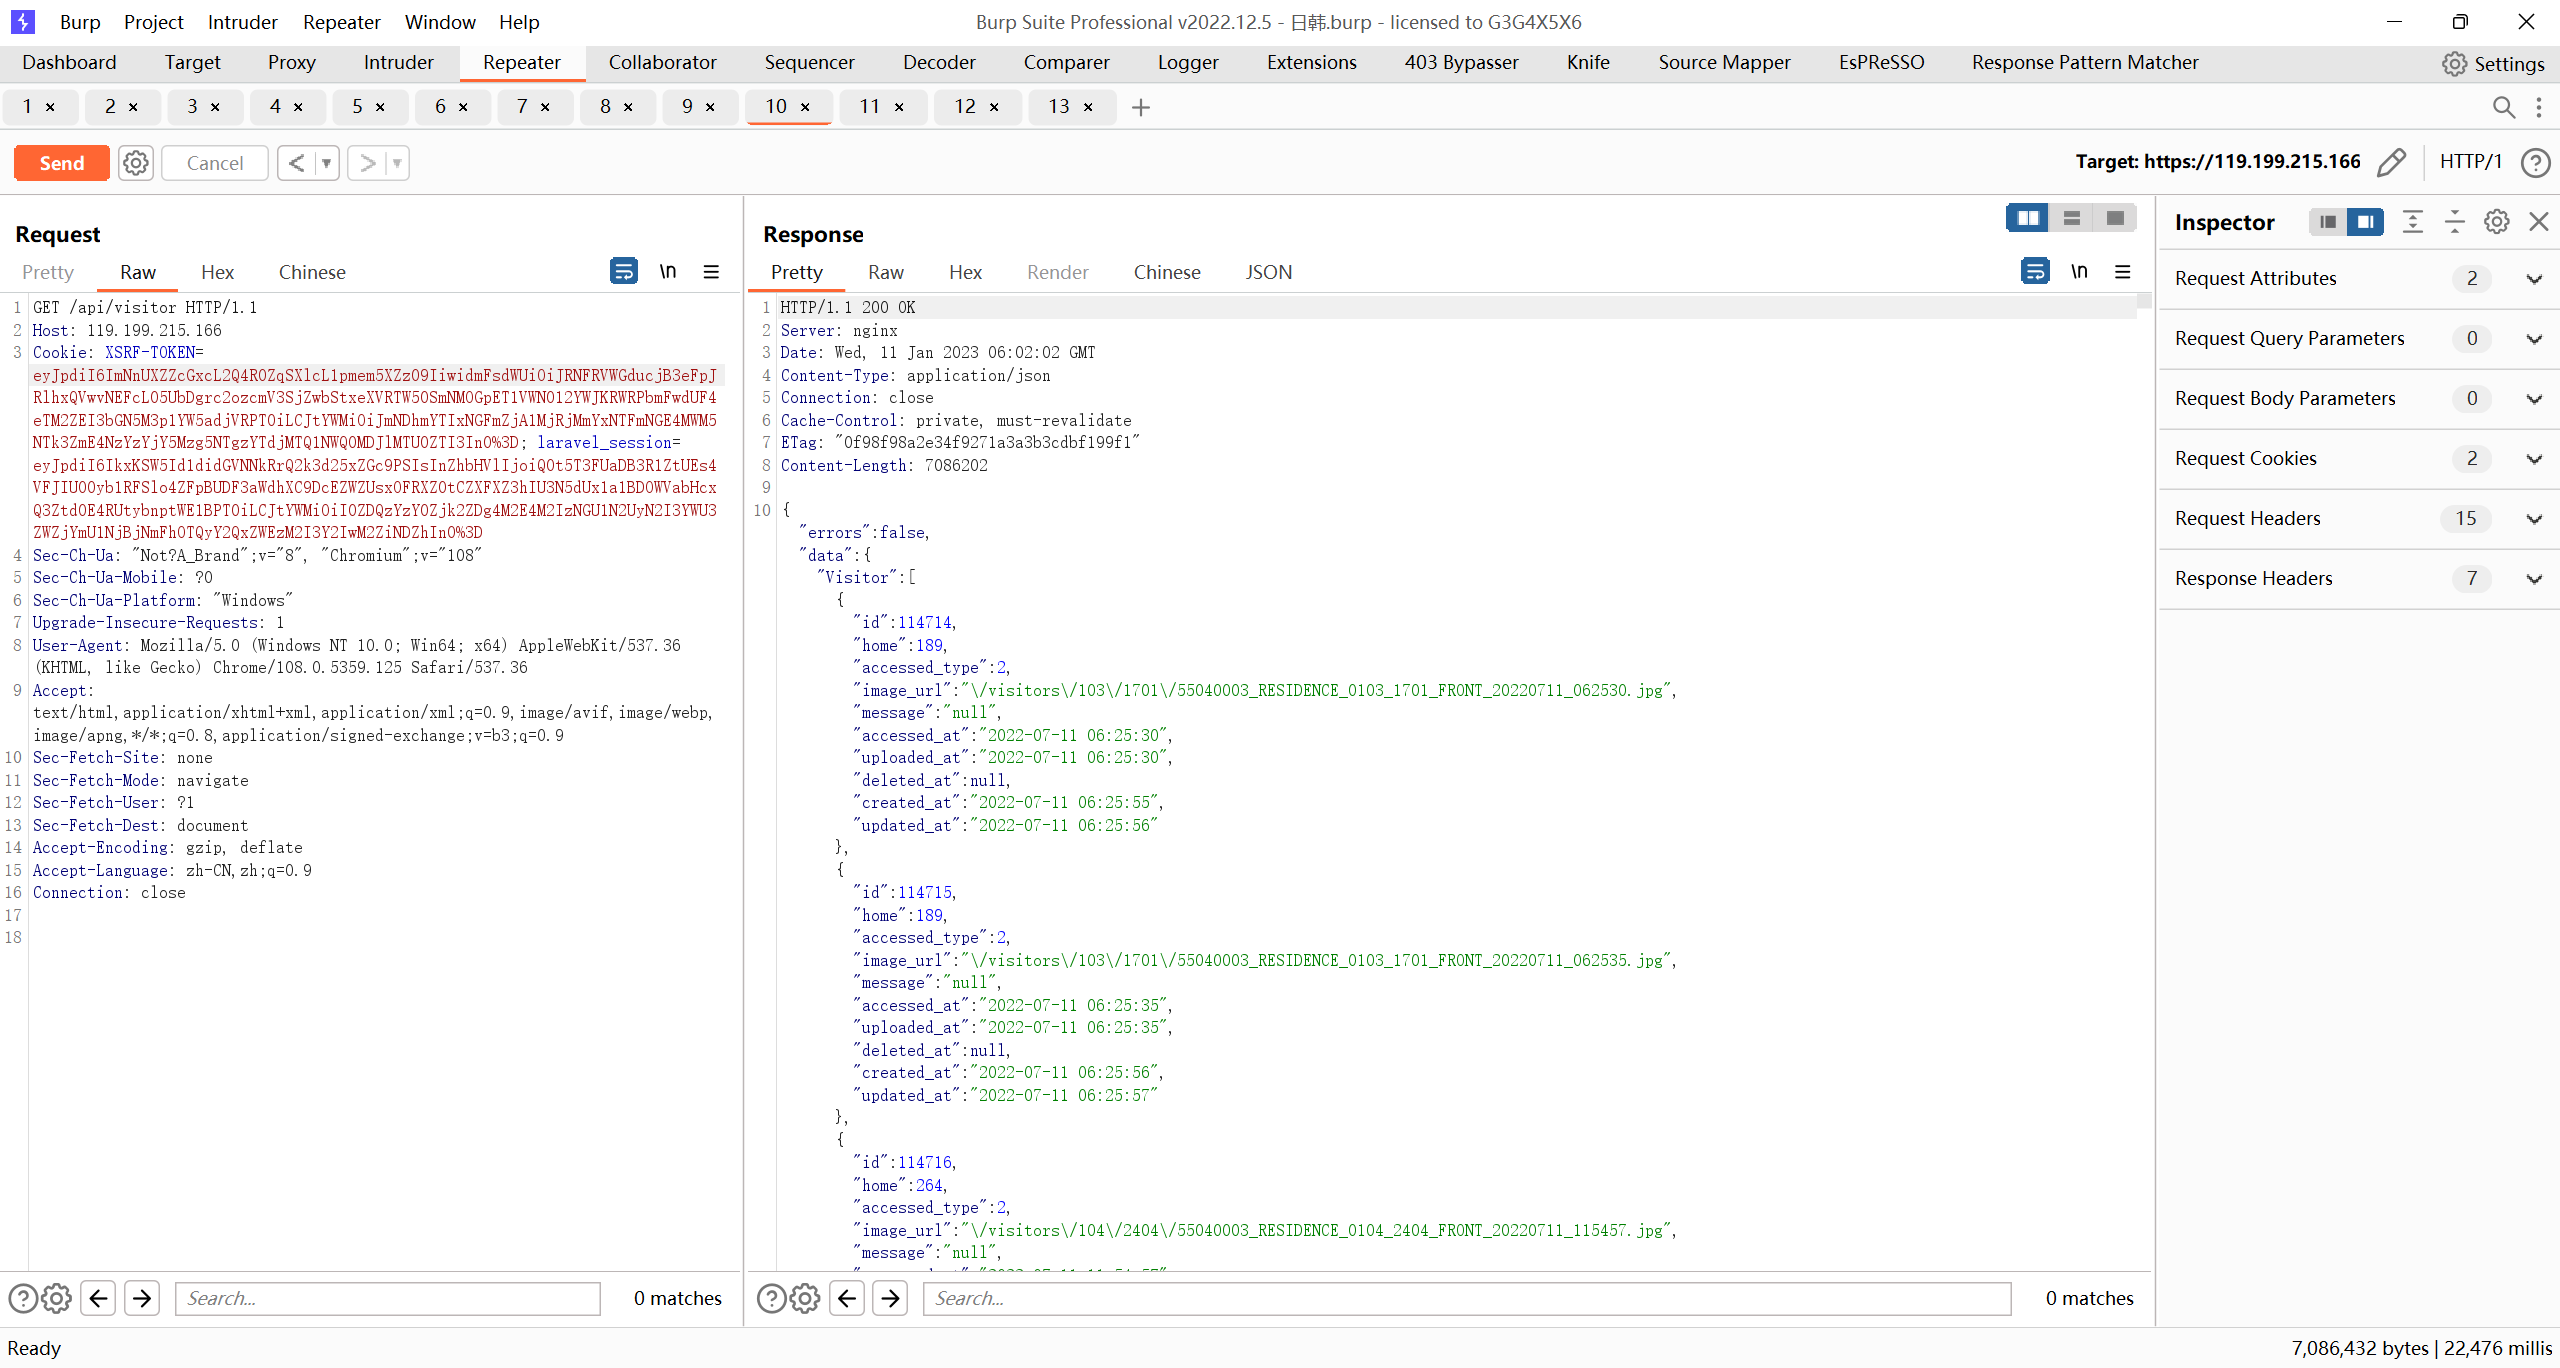 Burp Project Intruder Repeater Window Help
Burp Suite Professional v2022.12.5 - 日韩.burp - licensed to G3G4X5X6
Dashboard Target Proxy Intruder Repeater Collaborator Sequencer Decoder Comparer Logger Extensions 403 Bypasser Knife Source Mapper EsPReSSO Response Pattern Matcher Settings
1 × 2 × 3 × 4 × 5 × 6 × 7 × 8 × 9 × 10 × 11 × 12 × 13 × +
Send Cancel < >
Target: https://119.199.215.166 HTTP/1
Request
Pretty Raw Hex Chinese \n
1 GET /api/visitor HTTP/1.1
2 Host: 119.199.215.166
3 Cookie: XSRF-TOKEN=
4 Sec-Ch-Ua: "Not?A_Brand";v="8", "Chromium";v="108"
5 Sec-Ch-Ua-Mobile: ?0
6 Sec-Ch-Ua-Platform: "Windows"
7 Upgrade-Insecure-Requests: 1
8 User-Agent: Mozilla/5.0 (Windows NT 10.0; Win64; x64) AppleWebKit/537.36
(KHTML, like Gecko) Chrome/108.0.5359.125 Safari/537.36
9 Accept:
text/html,application/xhtml+xml,application/xml;q=0.9,image/avif,image/webp,
image/apng,*/*;q=0.8,application/signed-exchange;v=b3;q=0.9
10 Sec-Fetch-Site: none
11 Sec-Fetch-Mode: navigate
12 Sec-Fetch-User: ?1
13 Sec-Fetch-Dest: document
14 Accept-Encoding: gzip, deflate
15 Accept-Language: zh-CN,zh;q=0.9
16 Connection: close
17
18
Search...
0 matches
Response
Pretty Raw Hex Render Chinese JSON \n
1 HTTP/1.1 200 OK
2 Server: nginx
3 Date: Wed, 11 Jan 2023 06:02:02 GMT
4 Content-Type: application/json
5 Connection: close
6 Cache-Control: private, must-revalidate
7 ETag: "0f98f98a2e34f9271a3a3b3cdbf199f1"
8 Content-Length: 7086202
9
10 {
"errors":false,
"data":{
"Visitor":[
{
"id":114714,
"home":189,
"accessed_type":2,
"image_url":"\/visitors\/103\/1701\/55040003_RESIDENCE_0103_1701_FRONT_20220711_062530.jpg",
"message":"null",
"accessed_at":"2022-07-11 06:25:30",
"uploaded_at":"2022-07-11 06:25:30",
"deleted_at":null,
"created_at":"2022-07-11 06:25:55",
"updated_at":"2022-07-11 06:25:56"
},
{
"id":114715,
"home":189,
"accessed_type":2,
"image_url":"\/visitors\/103\/1701\/55040003_RESIDENCE_0103_1701_FRONT_20220711_062535.jpg",
"message":"null",
"accessed_at":"2022-07-11 06:25:35",
"uploaded_at":"2022-07-11 06:25:35",
"deleted_at":null,
"created_at":"2022-07-11 06:25:56",
"updated_at":"2022-07-11 06:25:57"
},
{
"id":114716,
"home":264,
"accessed_type":2,
"image_url":"\/visitors\/104\/2404\/55040003_RESIDENCE_0104_2404_FRONT_20220711_115457.jpg",
"message":"null",
Search...
0 matches
Inspector
Request Attributes 2
Request Query Parameters 0
Request Body Parameters 0
Request Cookies 2
Request Headers 15
Response Headers 7
Ready
7,086,432 bytes | 22,476 millis